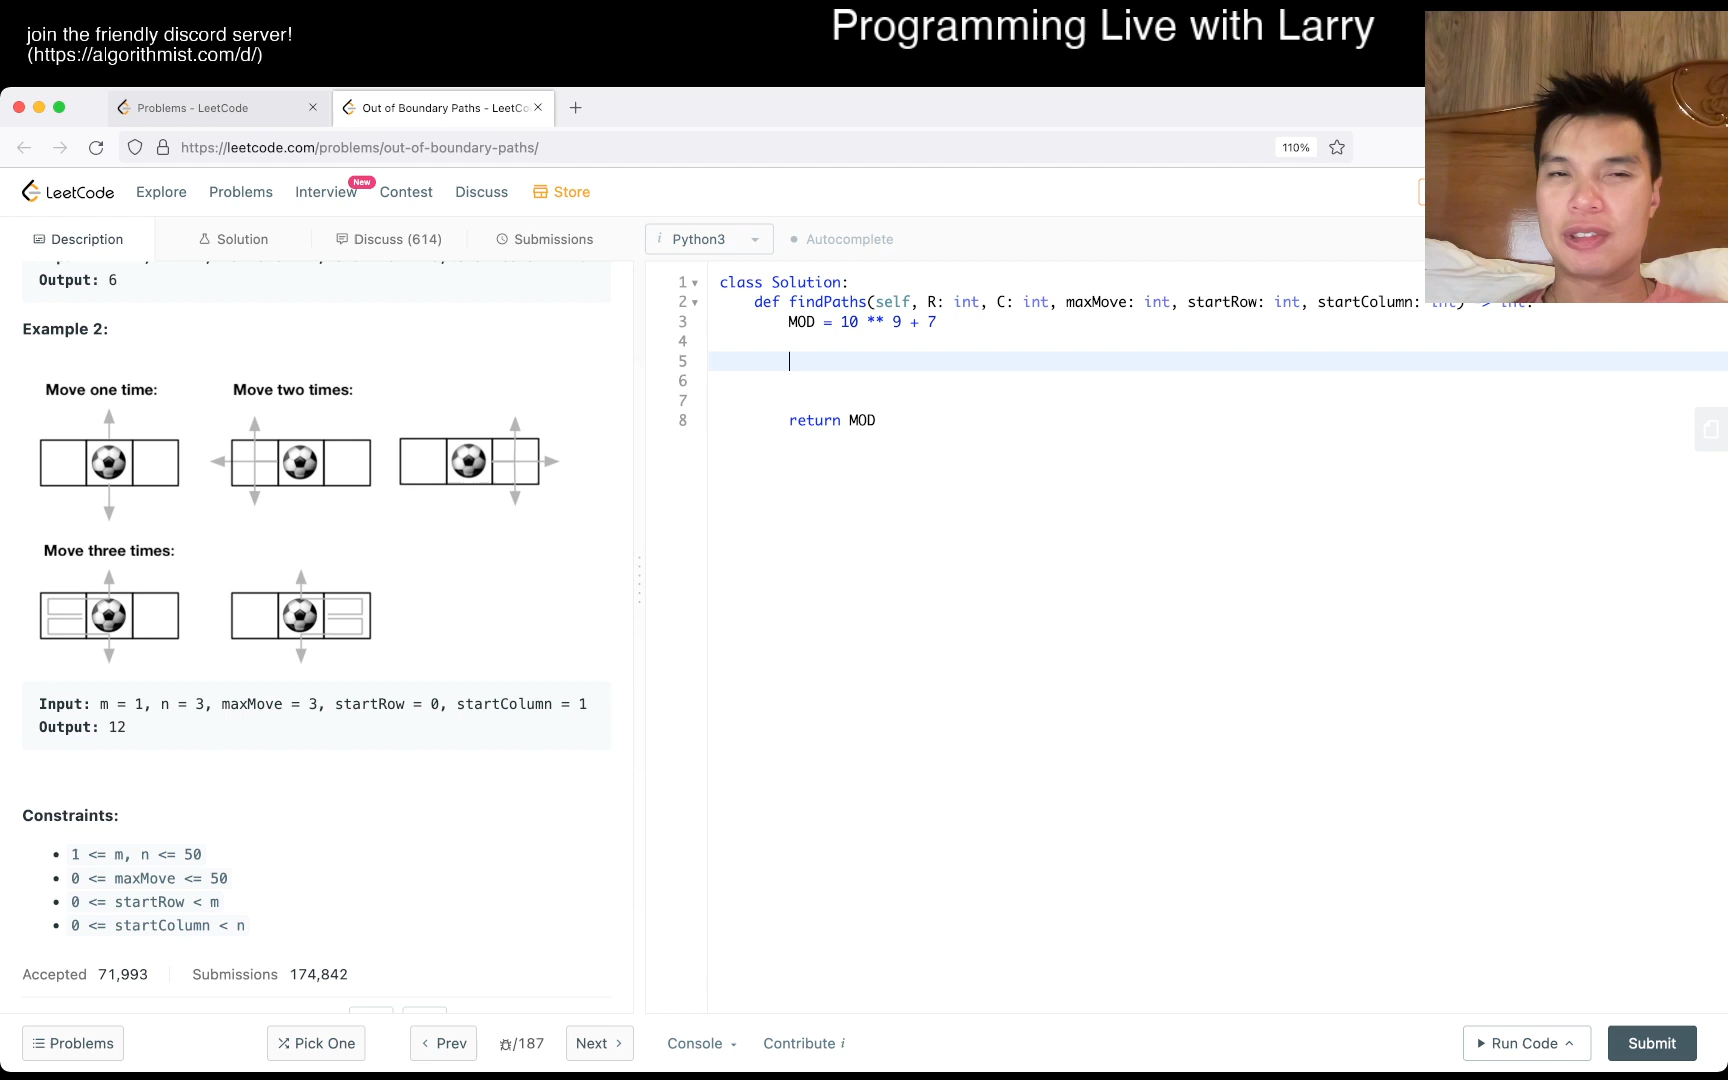 join the friendly discord server!
(https://algorithmist.com/d/)
Programming Live with Larry
Problems - LeetCode
Out of Boundary Paths - LeetCo
https://leetcode.com/problems/out-of-boundary-paths/
110%
LeetCode Explore Problems Interview New Contest Discuss Store
Description Solution Discuss (614) Submissions
i Python3 Autocomplete
Output: 6
Example 2:
Move one time: Move two times:
Move three times:
Input: m = 1, n = 3, maxMove = 3, startRow = 0, startColumn = 1
Output: 12
Constraints:
• 1 <= m, n <= 50
• 0 <= maxMove <= 50
• 0 <= startRow < m
• 0 <= startColumn < n
Accepted 71,993 Submissions 174,842
1 class Solution:
2 def findPaths(self, R: int, C: int, maxMove: int, startRow: int, startColumn: int) -> int:
3 MOD = 10 ** 9 + 7
4
5
6
7
8 return MOD
Problems Pick One < Prev /187 Next > Console Contribute i Run Code Submit